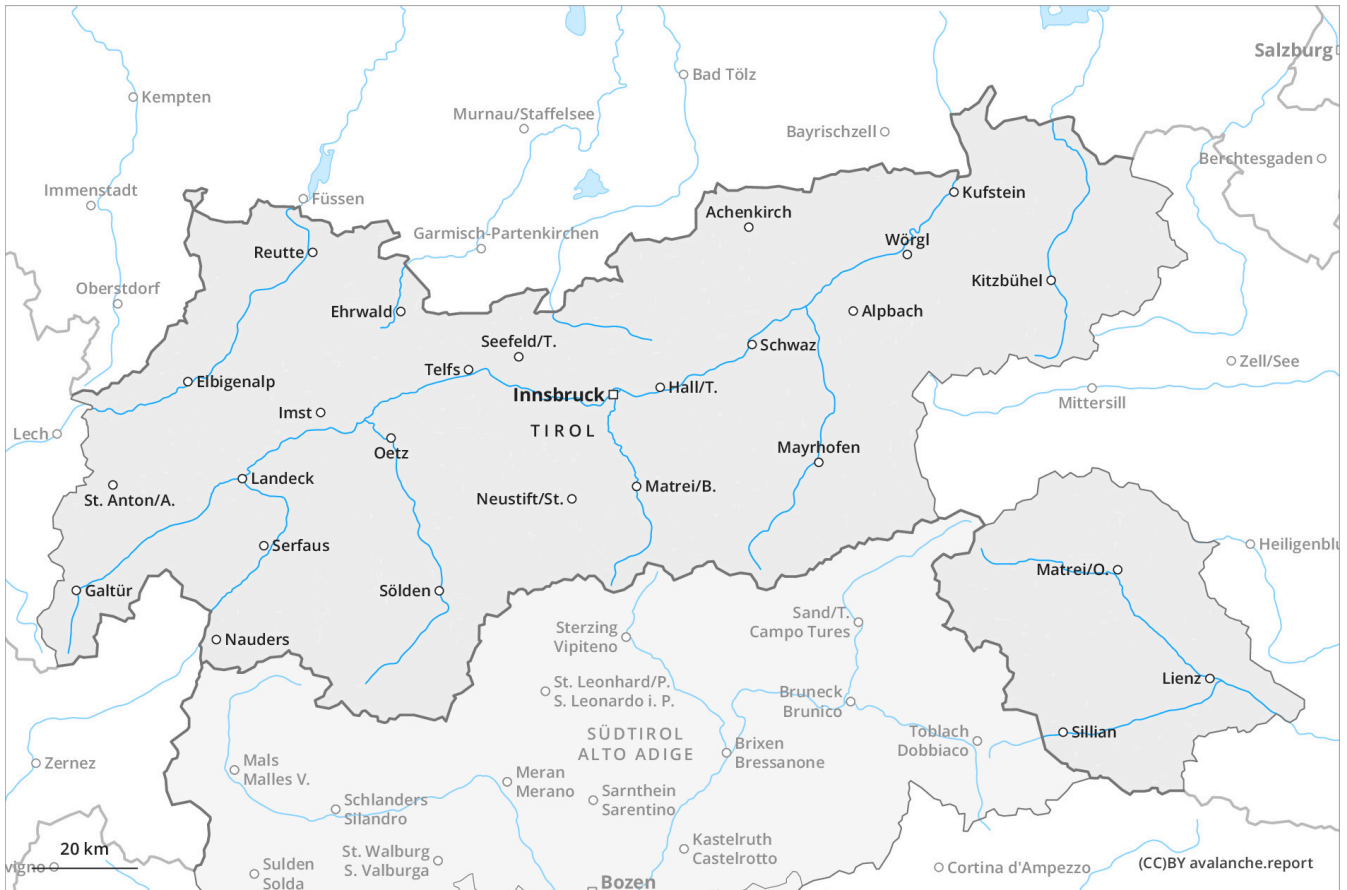 Salzburg
Bad Tölz
Kempten
Murnau/Staffelsee
Bayrischzell
Berchtesgaden
Immenstadt
Füssen
Kufstein
Achenkirch
Garmisch-Partenkirchen
Wörgl
Reutte
Oberstdorf
Kitzbühel
Ehrwald
Alpbach
Seefeld/T.
Schwaz
Zell/See
Telfs
Elbigenalp
Hall/T.
Innsbruck
Mittersill
Imst
TIROL
Lech
Oetz
Mayrhofen
Landeck
Matrei/B.
St. Anton/A.
Neustift/St.
Serfaus
Heiligenblu
Matrei/O.
Galtür
Sölden
Sand/T.
Campo Tures
Sterzing
Vipiteno
Nauders
Lienz
St. Leonhard/P.
S. Leonardo i. P.
Bruneck
Brunico
SÜDTIROL
ALTO ADIGE
Toblach
Dobbiaco
Sillian
Brixen
Bressanone
Zernez
Mals
Malles V.
Meran
Merano
Sarnthein
Sarentino
Schlanders
Silandro
Kastelruth
Castelrotto
20 km
St. Walburg
S. Valburga
vigno
Sulden
Solda
Cortina d'Ampezzo
(CC)BY avalanche.report
Bozen